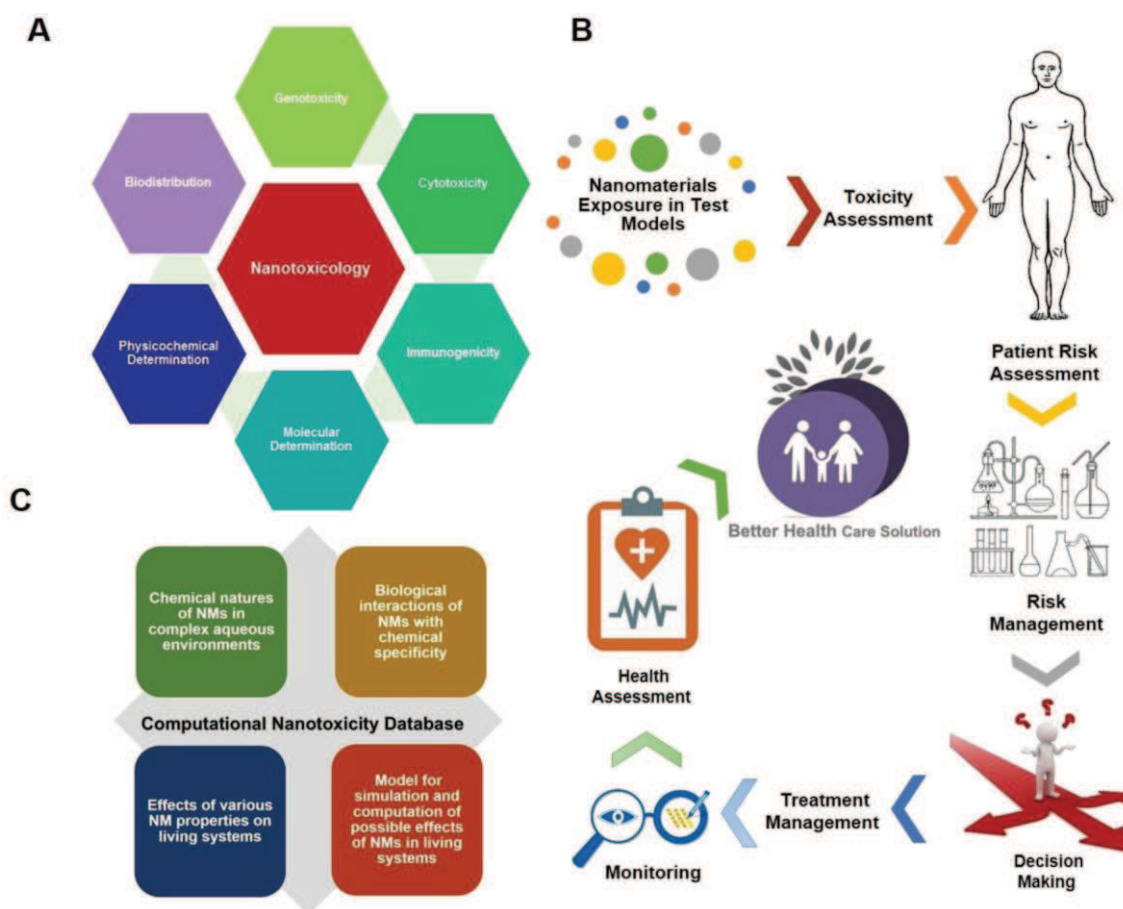 A
Genotoxicity
Biodistribution
Cytotoxicity
Nanotoxicology
Physicochemical
Determination
Immunogenicity
Molecular
Determination
B
Nanomaterials
Exposure in Test
Models
Toxicity
Assessment
Patient Risk
Assessment
Risk
Management
Decision
Making
Treatment
Management
Monitoring
Health
Assessment
Better Health Care Solution
C
Chemical natures
of NMs in
complex aqueous
environments
Biological
interactions of
NMs with
chemical
specificity
Computational Nanotoxicity Database
Effects of various
NM properties on
living systems
Model for
simulation and
computation of
possible effects
of NMs in living
systems